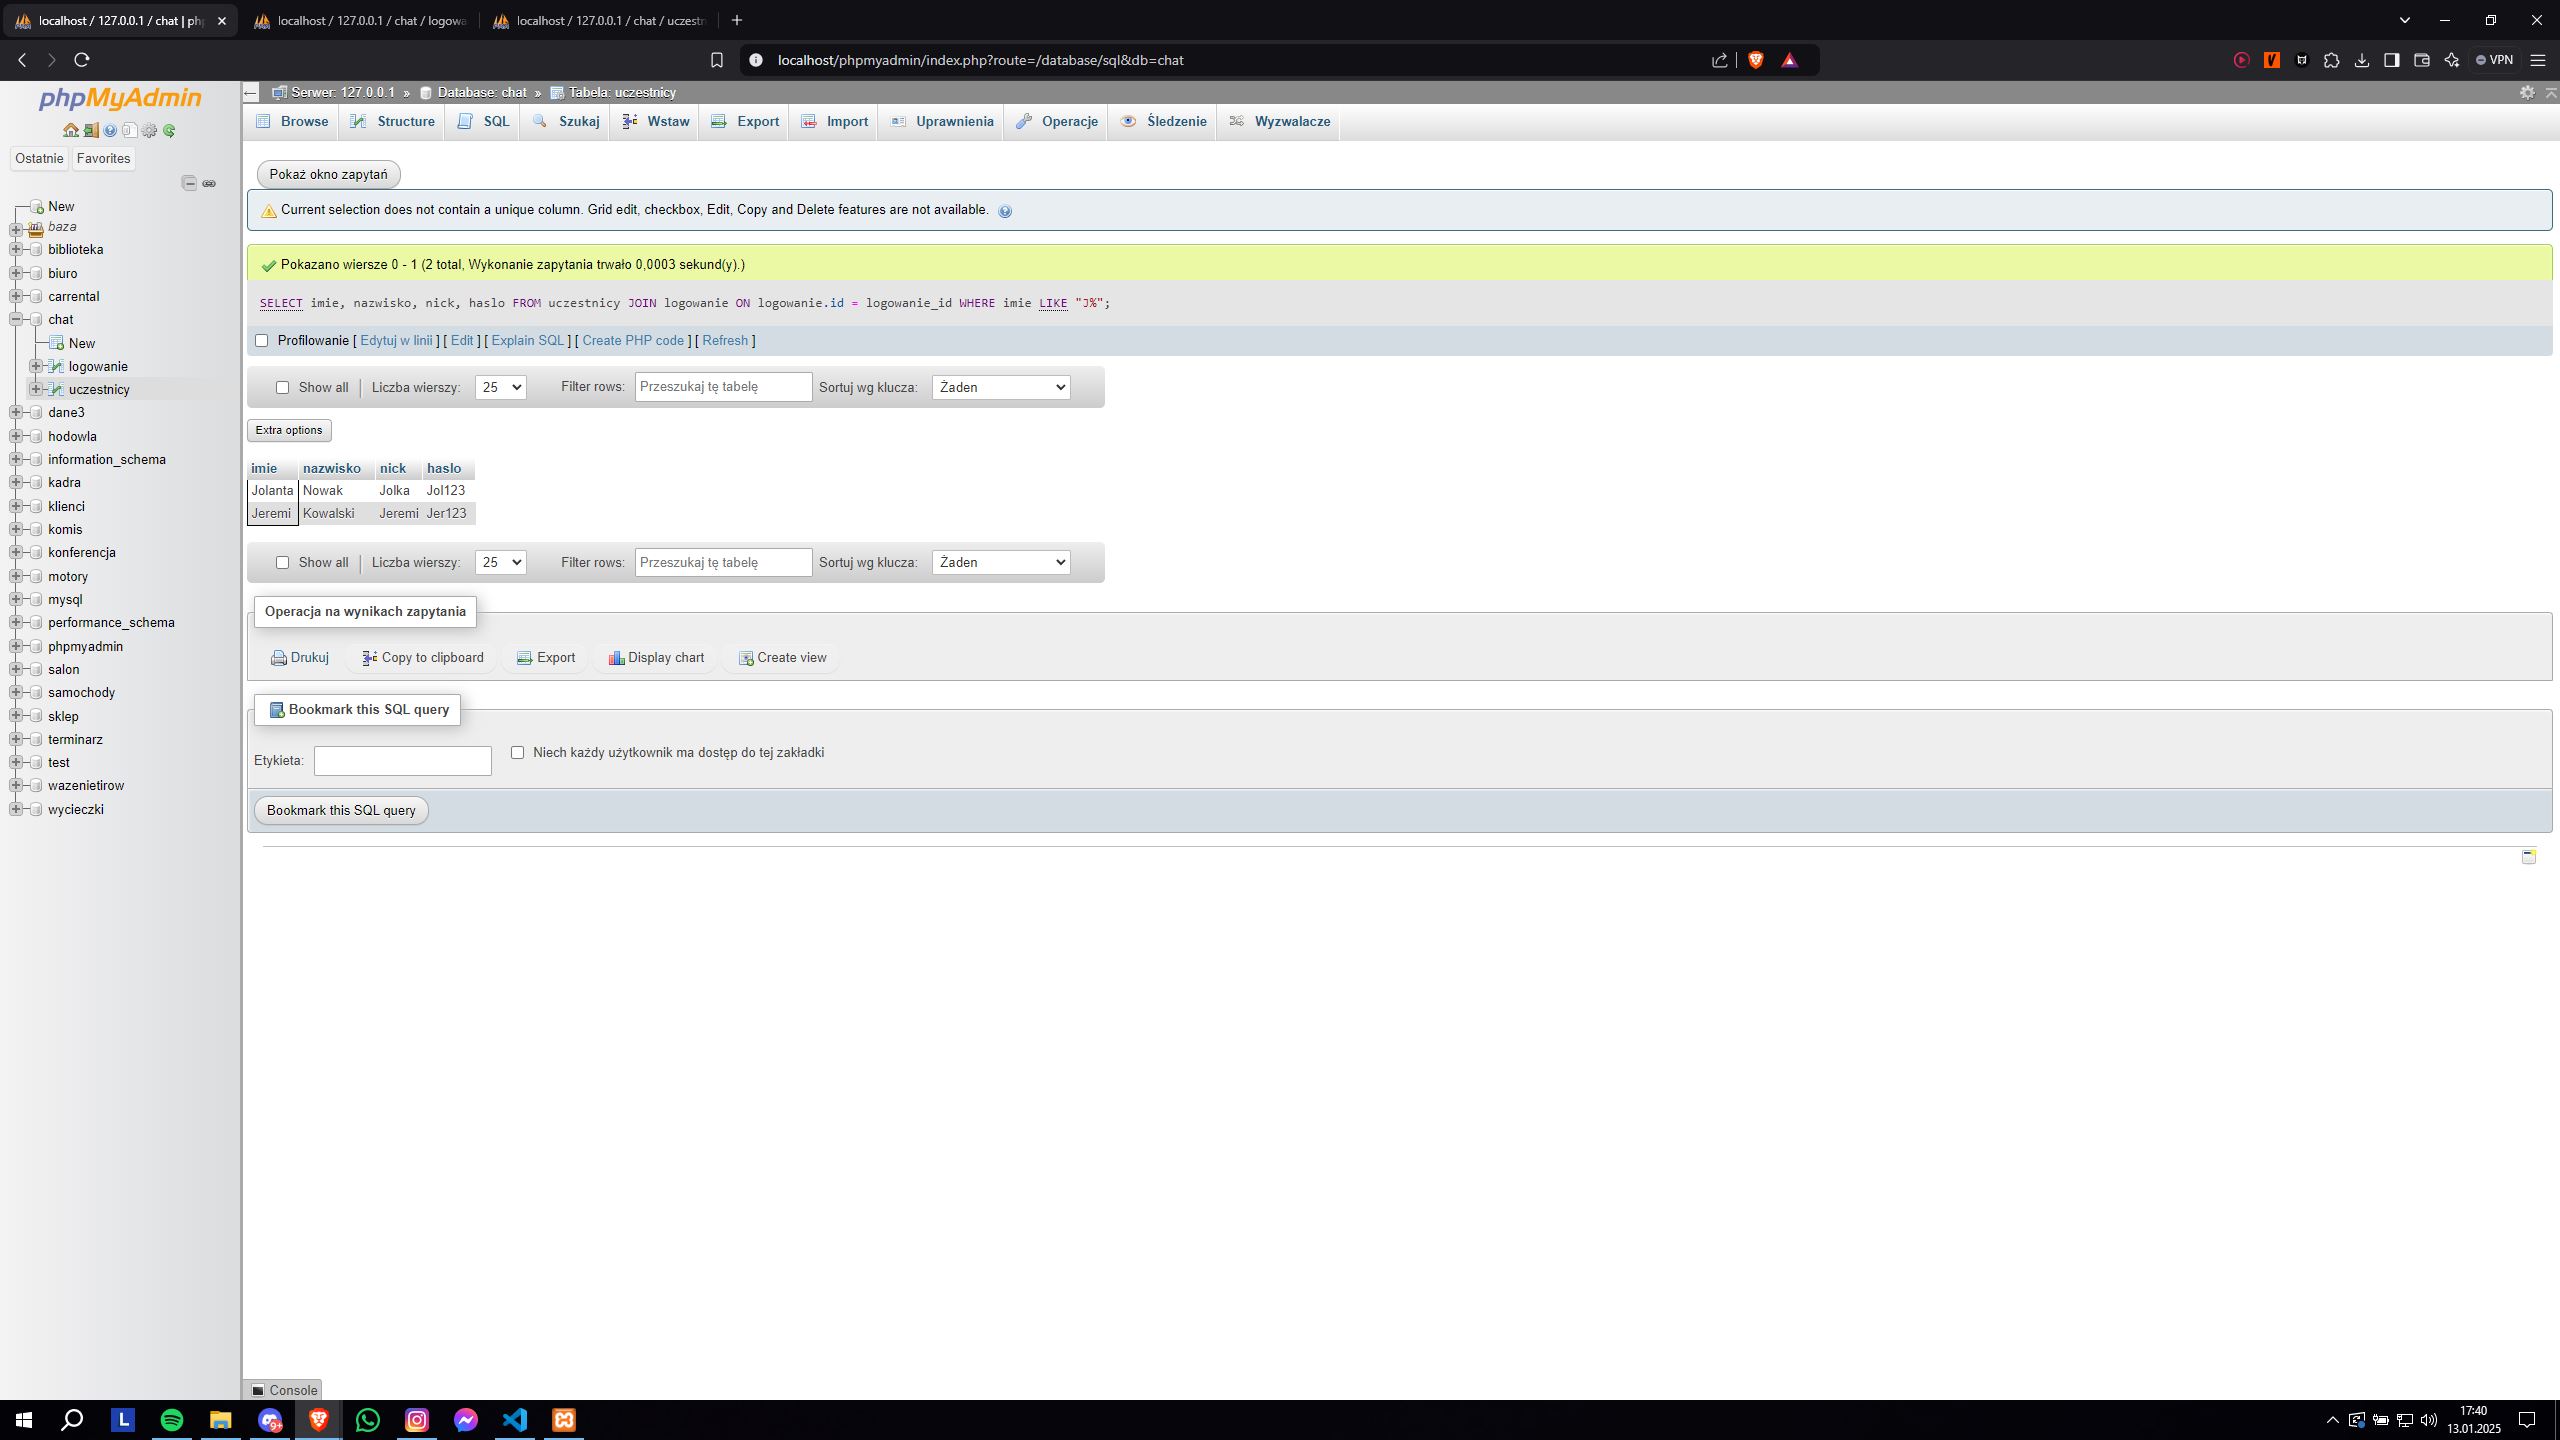 localhost / 127.0.0.1 / chat | php
localhost / 127.0.0.1 / chat / logowa
localhost / 127.0.0.1 / chat / uczestn
localhost/phpmyadmin/index.php?route=/database/sql&db=chat
VPN
phpMyAdmin
Ostatnie Favorites
New
baza
biblioteka
biuro
carrental
chat
New
logowanie
uczestnicy
dane3
hodowla
information_schema
kadra
klienci
komis
konferencja
motory
mysql
performance_schema
phpmyadmin
salon
samochody
sklep
terminarz
test
wazenietirow
wycieczki
Serwer: 127.0.0.1 » Database: chat » Tabela: uczestnicy
Browse Structure SQL Szukaj Wstaw Export Import Uprawnienia Operacje Śledzenie Wyzwalacze
Pokaż okno zapytań
Current selection does not contain a unique column. Grid edit, checkbox, Edit, Copy and Delete features are not available.
Pokazano wiersze 0 - 1 (2 total, Wykonanie zapytania trwało 0,0003 sekund(y).)
SELECT imie, nazwisko, nick, haslo FROM uczestnicy JOIN logowanie ON logowanie.id = logowanie_id WHERE imie LIKE "J%";
Profilowanie [ Edytuj w linii ] [ Edit ] [ Explain SQL ] [ Create PHP code ] [ Refresh ]
Show all Liczba wierszy: 25 Filter rows: Przeszukaj tę tabelę Sortuj wg klucza: Żaden
Extra options
imie nazwisko nick haslo
Jolanta Nowak Jolka Jol123
Jeremi Kowalski Jeremi Jer123
Show all Liczba wierszy: 25 Filter rows: Przeszukaj tę tabelę Sortuj wg klucza: Żaden
Operacja na wynikach zapytania
Drukuj Copy to clipboard Export Display chart Create view
Bookmark this SQL query
Etykieta: Niech każdy użytkownik ma dostęp do tej zakładki
Bookmark this SQL query
Console
L
9+
17:40
13.01.2025